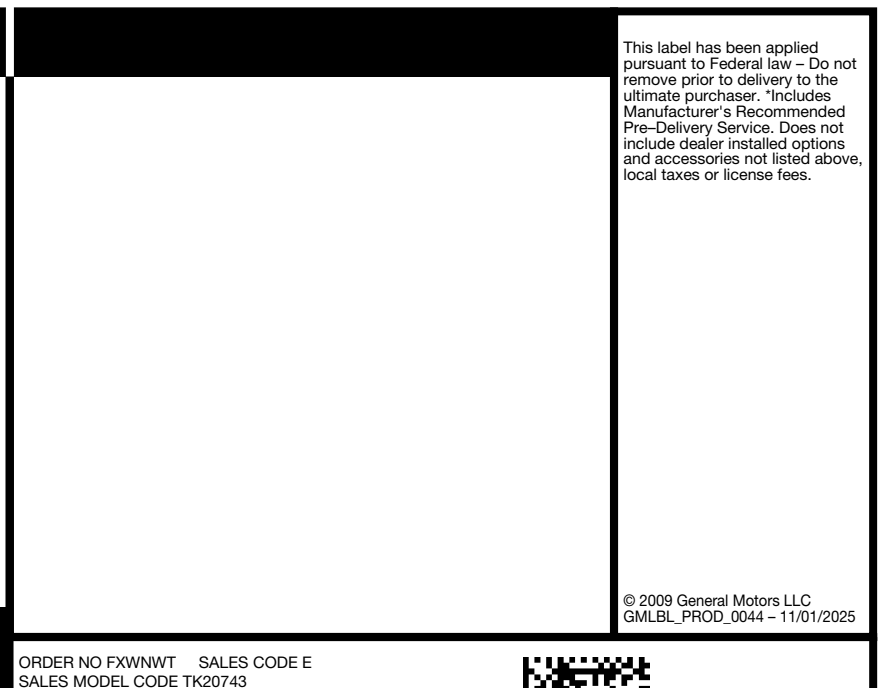 This label has been applied
pursuant to Federal law – Do not
remove prior to delivery to the
ultimate purchaser. *Includes
Manufacturer's Recommended
Pre–Delivery Service. Does not
include dealer installed options
and accessories not listed above,
local taxes or license fees.
© 2009 General Motors LLC
GMLBL_PROD_0044 – 11/01/2025
ORDER NO FXWNWT SALES CODE E
SALES MODEL CODE TK20743